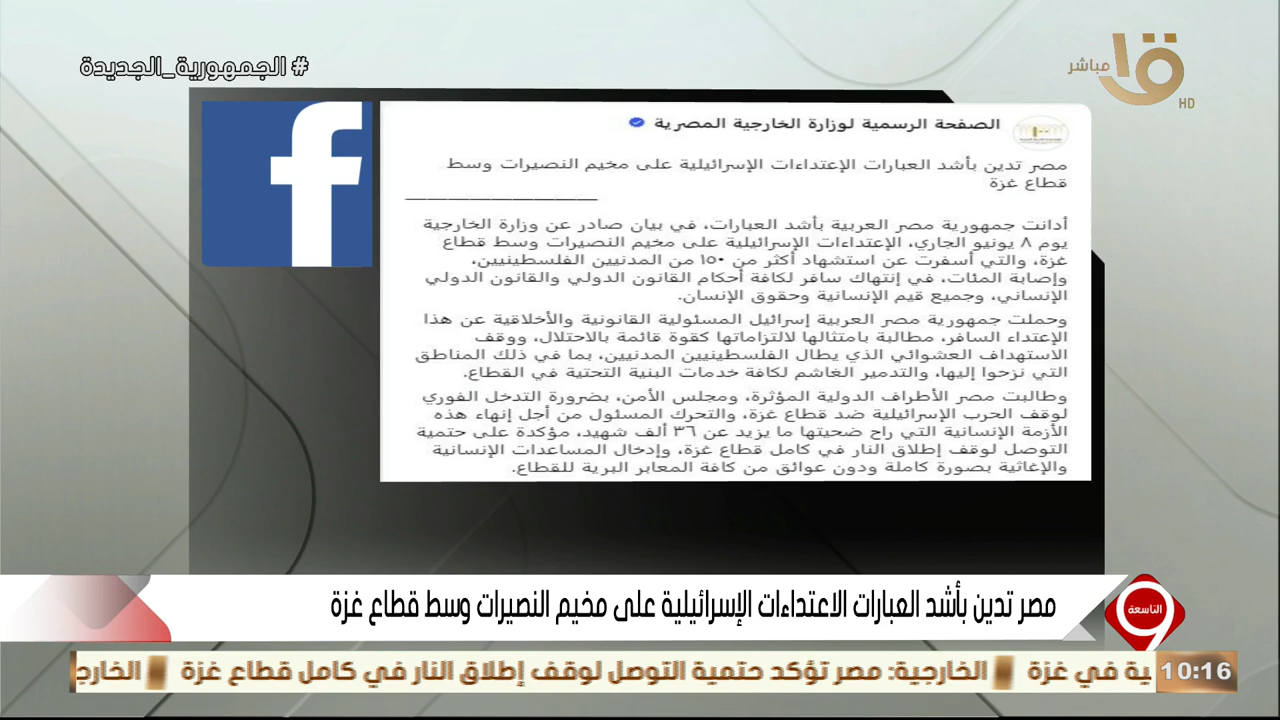 # الجمهورية_الجديدة
مباشر
HD
الصفحة الرسمية لوزارة الخارجية المصرية
مصر تدين بأشد العبارات الإعتداءات الإسرائيلية على مخيم النصيرات وسط
قطاع غزة
أدانت جمهورية مصر العربية بأشد العبارات، في بيان صادر عن وزارة الخارجية
يوم ٨ يونيو الجاري، الإعتداءات الإسرائيلية على مخيم النصيرات وسط قطاع
غزة، والتي أسفرت عن استشهاد أكثر من ١٥٠ من المدنيين الفلسطينيين،
وإصابة المئات، في إنتهاك سافر لكافة أحكام القانون الدولي والقانون الدولي
الإنساني، وجميع قيم الإنسانية وحقوق الإنسان.
وحملت جمهورية مصر العربية إسرائيل المسئولية القانونية والأخلاقية عن هذا
الإعتداء السافر، مطالبة بامتثالها لالتزاماتها كقوة قائمة بالاحتلال، ووقف
الاستهداف العشوائي الذي يطال الفلسطينيين المدنيين، بما في ذلك المناطق
التي نزحوا إليها، والتدمير الغاشم لكافة خدمات البنية التحتية في القطاع.
وطالبت مصر الأطراف الدولية المؤثرة، ومجلس الأمن، بضرورة التدخل الفوري
لوقف الحرب الإسرائيلية ضد قطاع غزة، والتحرك المسئول من أجل إنهاء هذه
الأزمة الإنسانية التي راح ضحيتها ما يزيد عن ٣٦ ألف شهيد، مؤكدة على حتمية
التوصل لوقف إطلاق النار في كامل قطاع غزة، وإدخال المساعدات الإنسانية
والإغاثية بصورة كاملة ودون عوائق من كافة المعابر البرية للقطاع.
التاسعة
9
مصر تدين بأشد العبارات الاعتداءات الإسرائيلية على مخيم النصيرات وسط قطاع غزة
10:16
ية في غزة الخارجية: مصر تؤكد حتمية التوصل لوقف إطلاق النار في كامل قطاع غزة الخارج